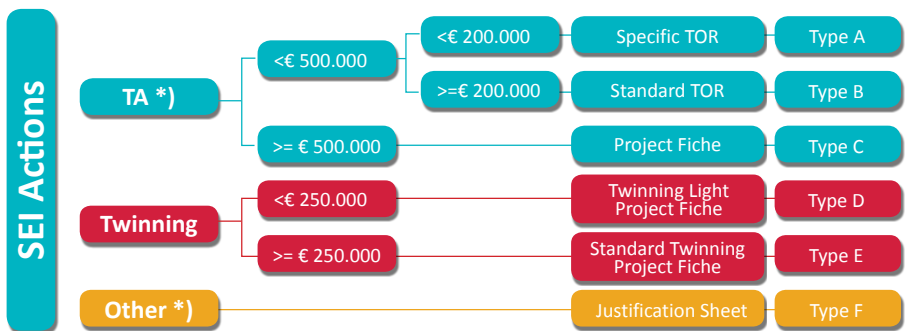 SEI Actions
TA *)
<€ 500.000
<€ 200.000
Specific TOR
Type A
>=€ 200.000
Standard TOR
Type B
>= € 500.000
Project Fiche
Type C
Twinning
<€ 250.000
Twinning Light
Project Fiche
Type D
>= € 250.000
Standard Twinning
Project Fiche
Type E
Other *)
Justification Sheet
Type F